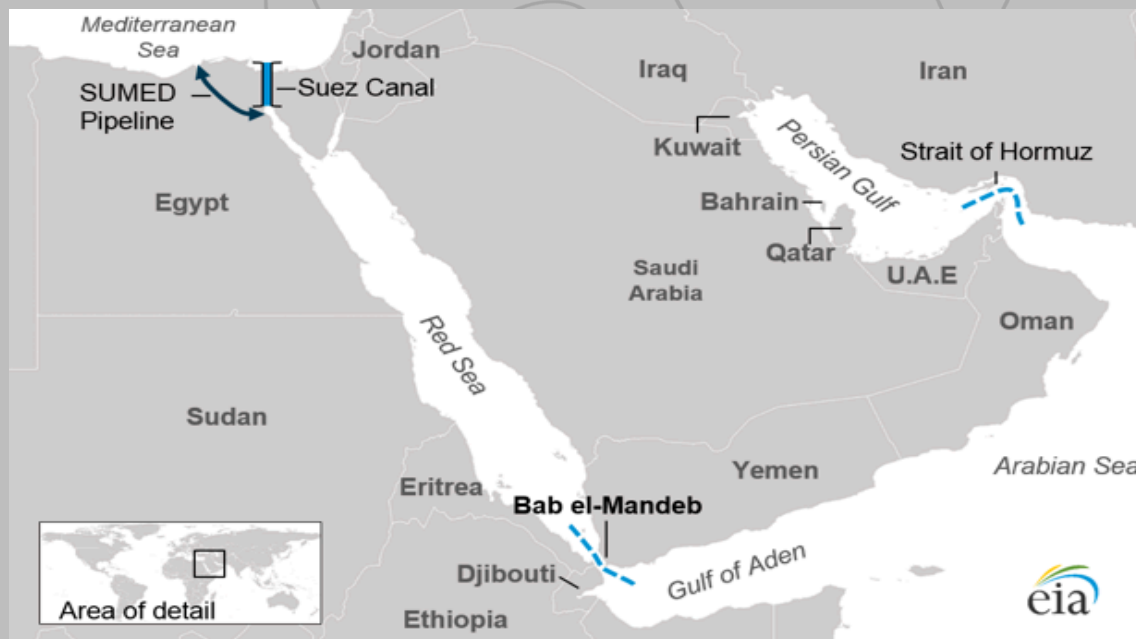 Mediterranean
Sea
Jordan
Iraq
Iran
SUMED
Pipeline
Suez Canal
Kuwait
Persian Gulf
Strait of Hormuz
Egypt
Bahrain
Qatar
Saudi
Arabia
U.A.E
Oman
Red Sea
Sudan
Yemen
Arabian Sea
Eritrea
Bab el-Mandeb
Djibouti
Gulf of Aden
Ethiopia
Area of detail
eia